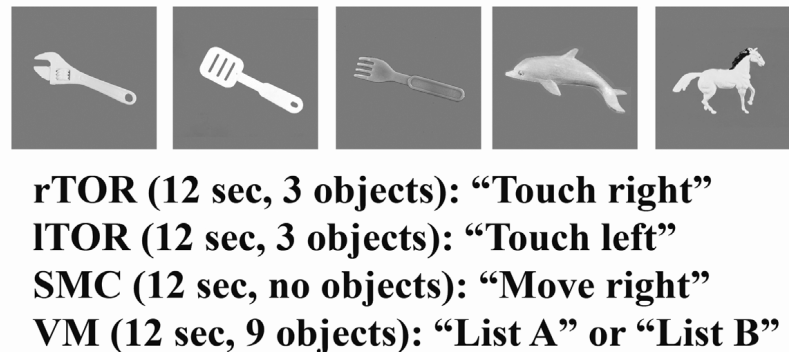 rTOR (12 sec, 3 objects): “Touch right”
lTOR (12 sec, 3 objects): “Touch left”
SMC (12 sec, no objects): “Move right”
VM (12 sec, 9 objects): “List A” or “List B”